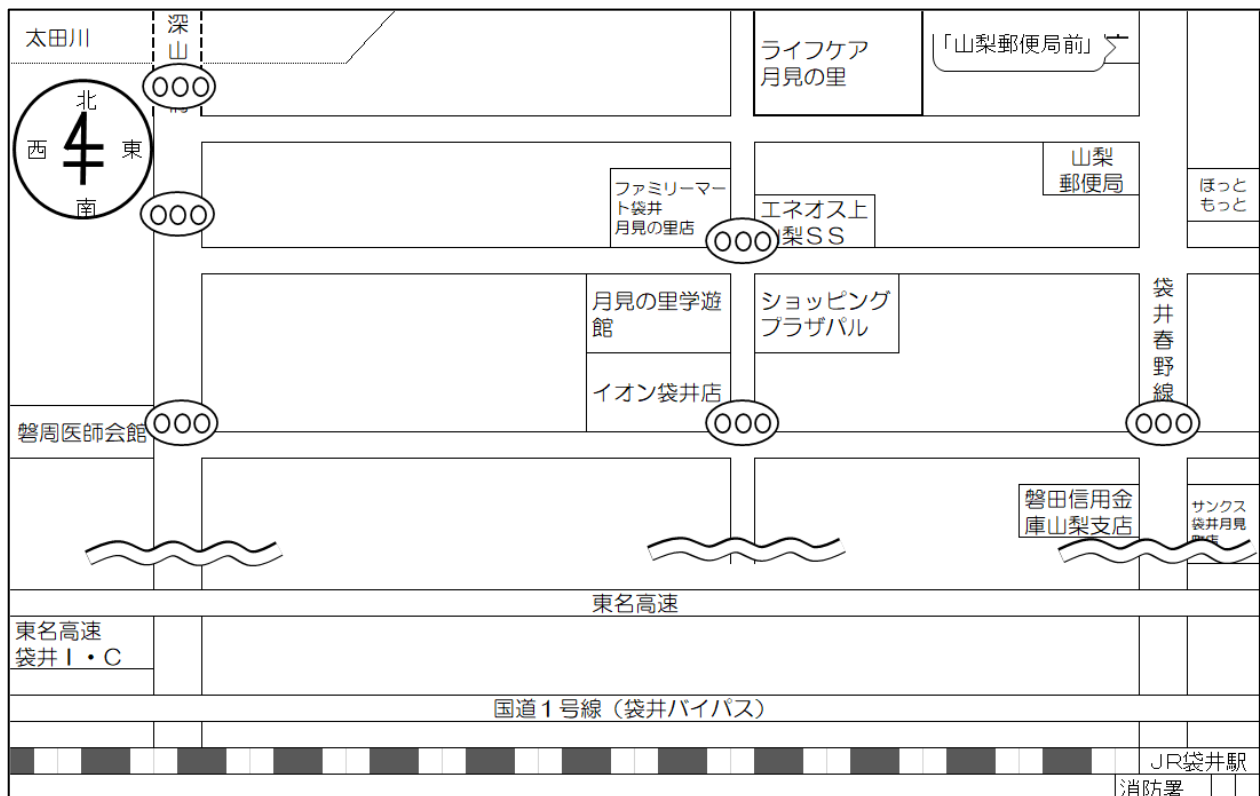 太田川
深山
ライフケア
月見の里
「山梨郵便局前」
北
西
東
南
山梨
郵便局
ほっと
もっと
ファミリーマー
ト袋井
月見の里店
エネオス上
山梨ＳＳ
月見の里学遊
館
ショッピング
プラザパル
袋井春野線
イオン袋井店
磐周医師会館
磐田信用金
庫山梨支店
サンクス
袋井月見
町店
東名高速
東名高速
袋井Ｉ・Ｃ
国道１号線（袋井バイパス）
ＪＲ袋井駅
消防署